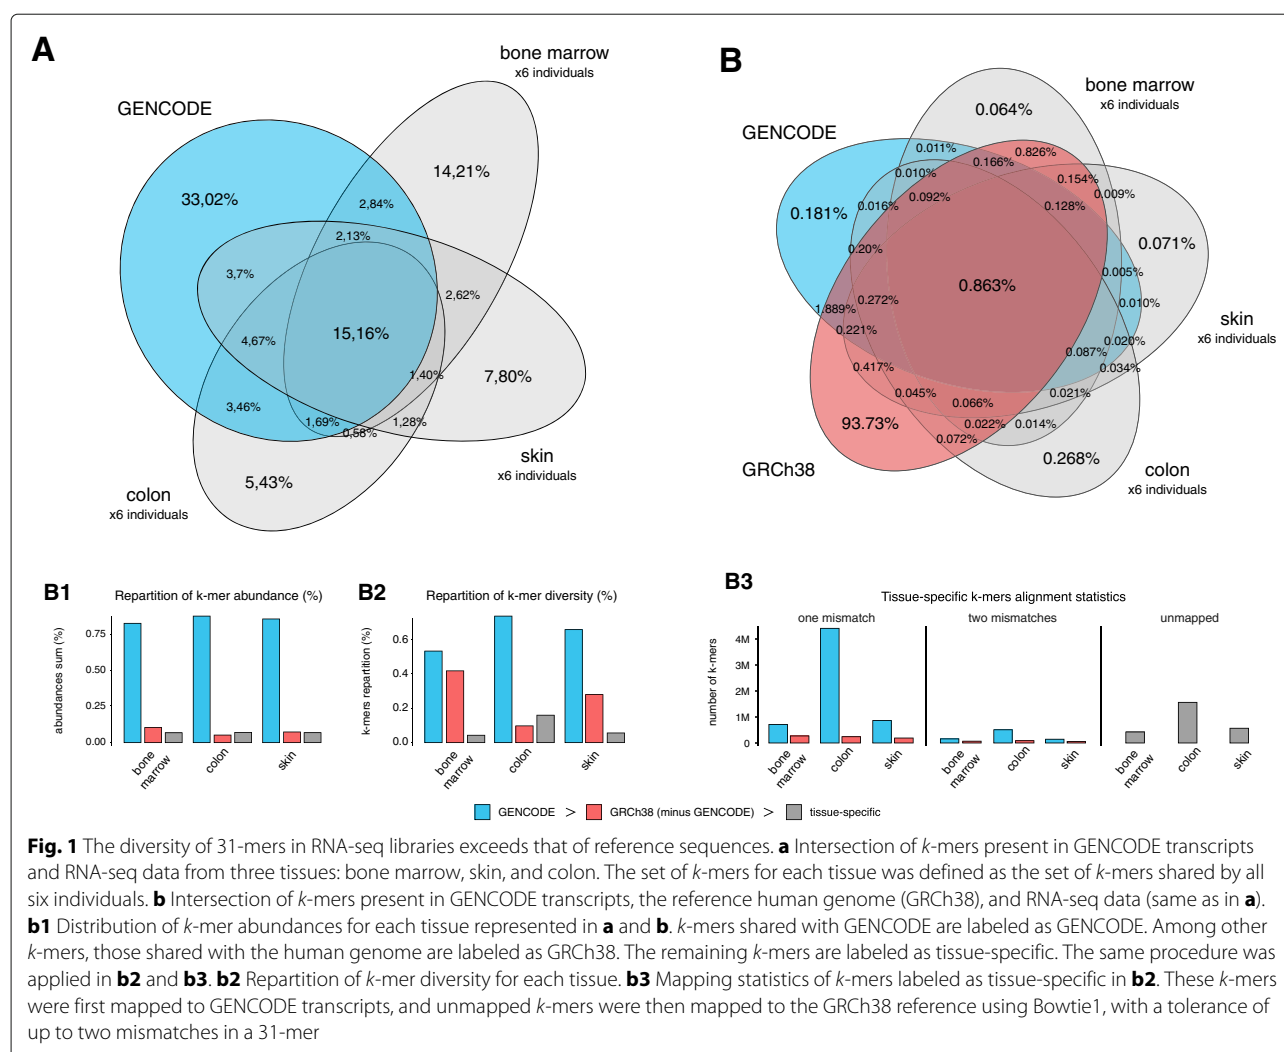 A
bone marrow
x6 individuals
GENCODE
14,21%
33,02%
2,84%
2,13%
3,7%
2,62%
15,16%
4,67%
1,40%
7,80%
3,46%
1,69%
1,28%
0,58%
skin
x6 individuals
5,43%
colon
x6 individuals
B
bone marrow
x6 individuals
0.064%
GENCODE
0.011%
0.826%
0.166%
0.010%
0.154%
0.009%
0.092%
0.016%
0.128%
0.181%
0.071%
0.20%
0.005%
0.863%
0.272%
0.010%
1.889%
skin
x6 individuals
0.221%
0.020%
0.087%
0.417%
0.034%
0.045%
0.021%
0.066%
93.73%
0.022%
0.014%
0.072%
0.268%
GRCh38
colon
x6 individuals
B1
Repartition of k-mer abundance (%)
abundances sum (%)
0.75
0.50
0.25
0.00
bone
marrow
colon
skin
B2
Repartition of k-mer diversity (%)
k-mers repartition (%)
0.6
0.4
0.2
0.0
bone
marrow
colon
skin
B3
Tissue-specific k-mers alignment statistics
one mismatch
two mismatches
unmapped
number of k-mers
4M
3M
2M
1M
0
bone
marrow
colon
skin
bone
marrow
colon
skin
bone
marrow
colon
skin
GENCODE > GRCh38 (minus GENCODE) > tissue-specific
Fig. 1 The diversity of 31-mers in RNA-seq libraries exceeds that of reference sequences. a Intersection of k-mers present in GENCODE transcripts
and RNA-seq data from three tissues: bone marrow, skin, and colon. The set of k-mers for each tissue was defined as the set of k-mers shared by all
six individuals. b Intersection of k-mers present in GENCODE transcripts, the reference human genome (GRCh38), and RNA-seq data (same as in a).
b1 Distribution of k-mer abundances for each tissue represented in a and b. k-mers shared with GENCODE are labeled as GENCODE. Among other
k-mers, those shared with the human genome are labeled as GRCh38. The remaining k-mers are labeled as tissue-specific. The same procedure was
applied in b2 and b3. b2 Repartition of k-mer diversity for each tissue. b3 Mapping statistics of k-mers labeled as tissue-specific in b2. These k-mers
were first mapped to GENCODE transcripts, and unmapped k-mers were then mapped to the GRCh38 reference using Bowtie1, with a tolerance of
up to two mismatches in a 31-mer